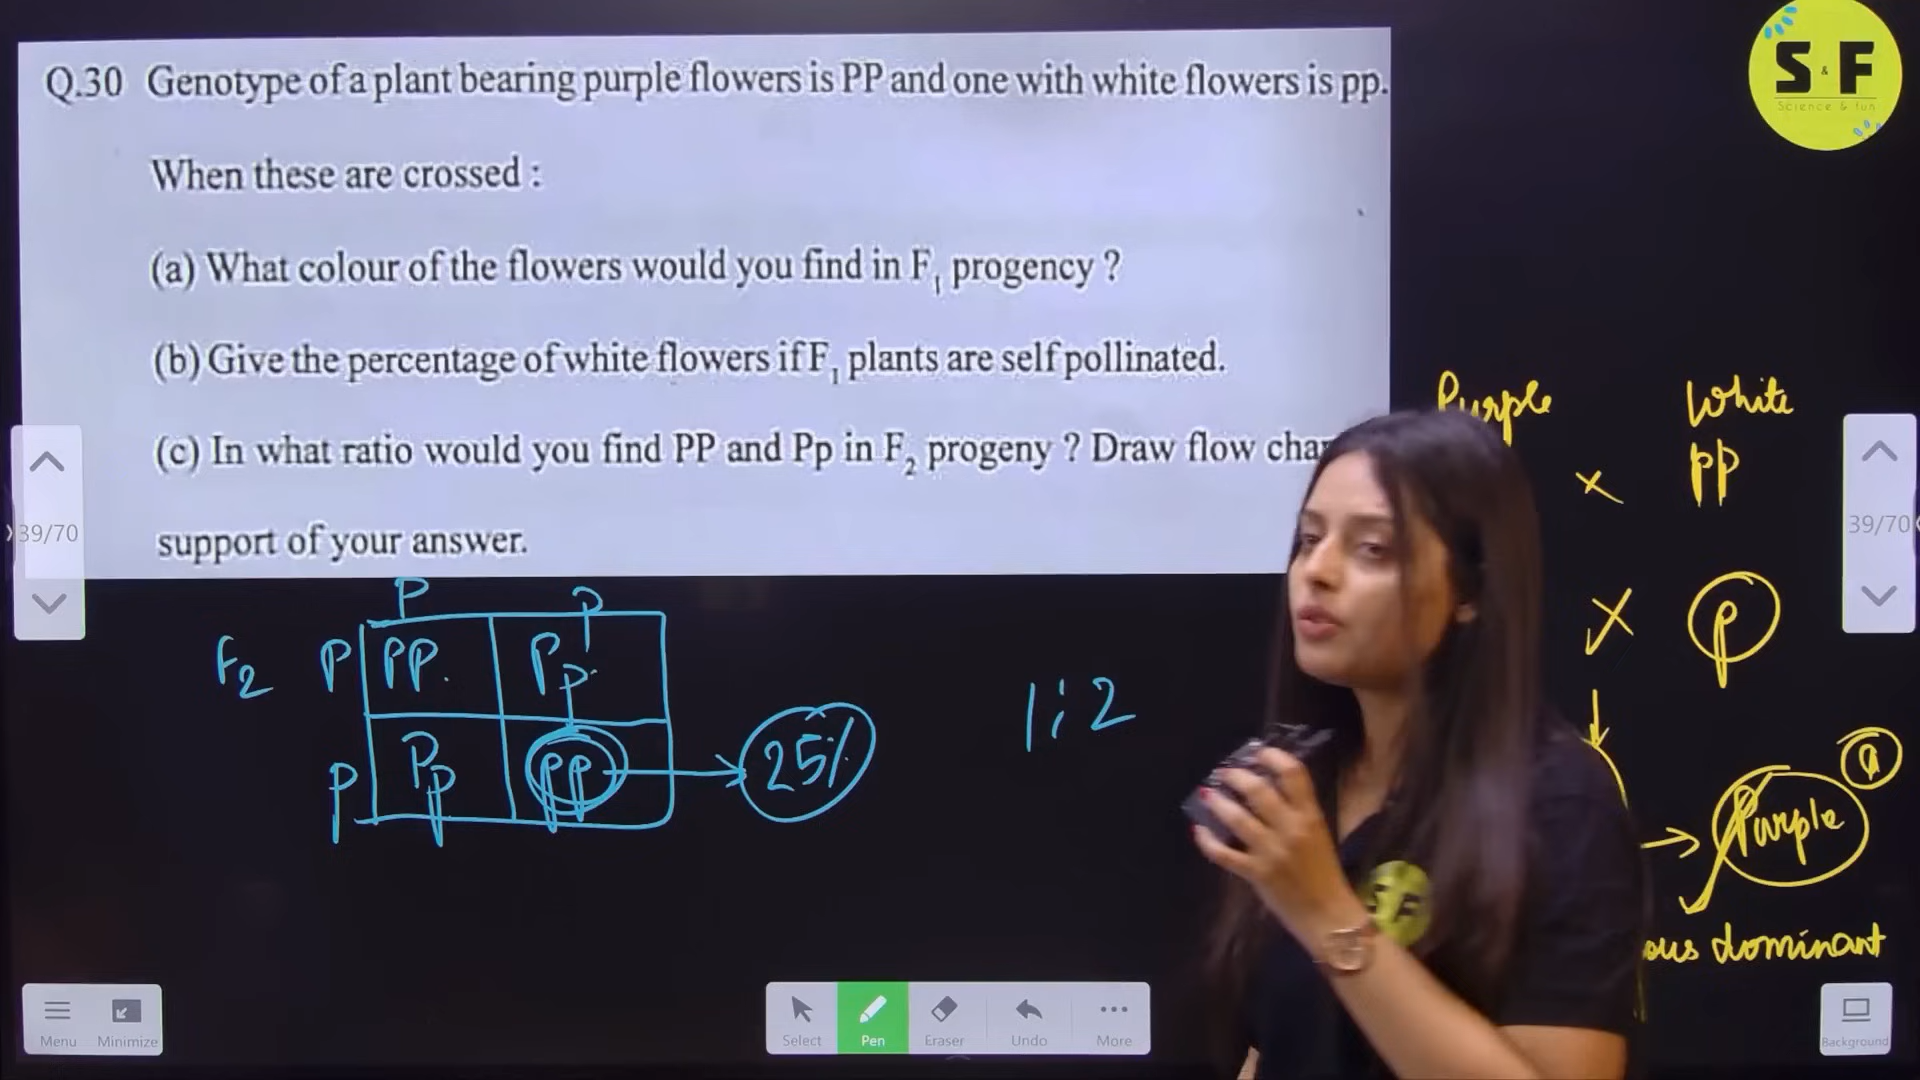 Q.30 Genotype of a plant bearing purple flowers is PP and one with white flowers is pp.
When these are crossed :
(a) What colour of the flowers would you find in F1 progency ?
(b) Give the percentage of white flowers if F1 plants are self pollinated.
(c) In what ratio would you find PP and Pp in F2 progeny ? Draw flow
support of your answer.
S & F
Science & fun
Purple White
× pp
× p
Purple a
dominant
F2
P p
P PP Pp
p Pp pp → 25%
1:2
39/70
39/70
Menu Minimize
Select Pen Eraser Undo More
Background
SF